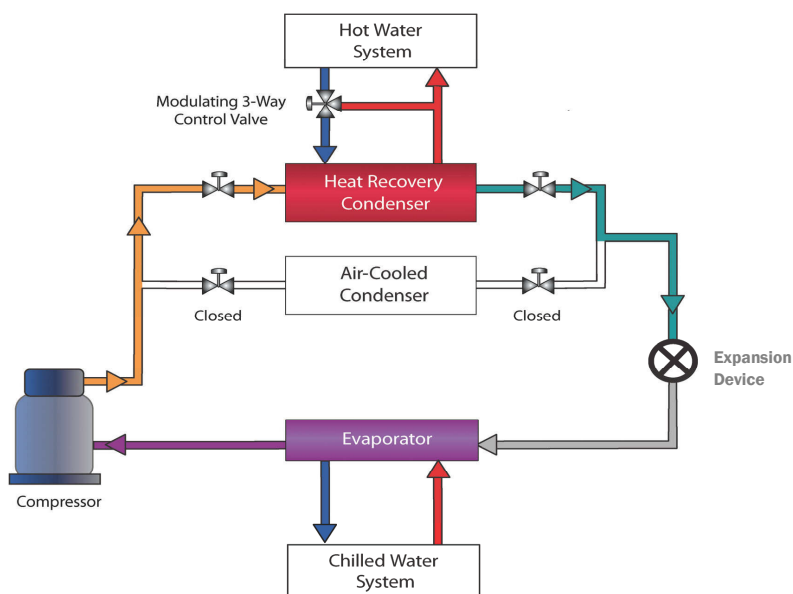 Hot Water
System
Modulating 3-Way
Control Valve
Heat Recovery
Condenser
Air-Cooled
Condenser
Closed
Closed
Expansion
Device
Evaporator
Compressor
Chilled Water
System